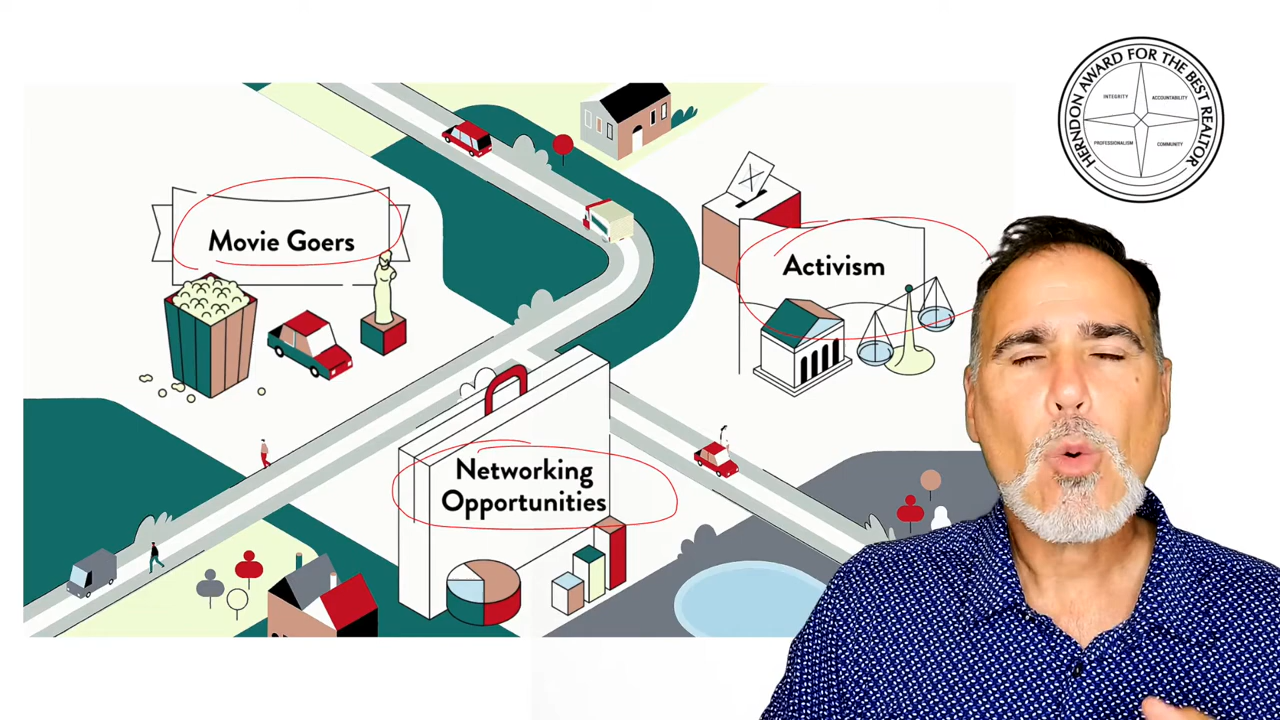 HERNDON AWARD FOR THE BEST REALTOR
INTEGRITY
ACCOUNTABILITY
PROFESSIONALISM
COMMUNITY
Movie Goers
Activism
Networking
Opportunities